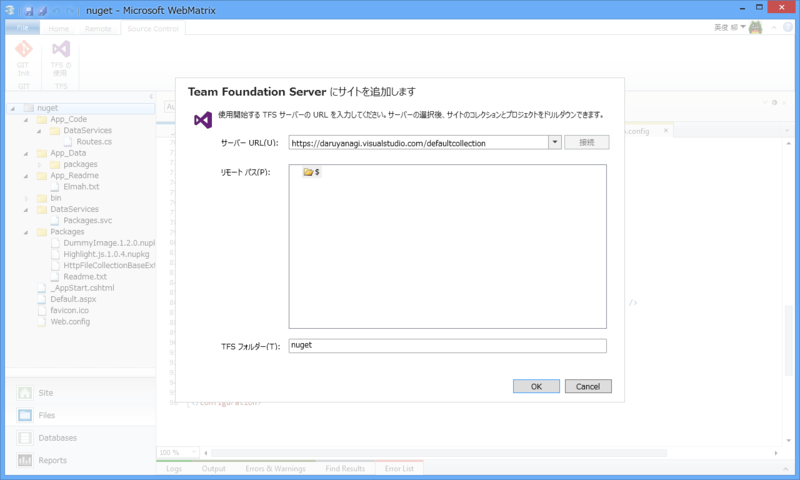 nuget - Microsoft WebMatrix
Home
Remote
Source Control
英俊 柳
GIT
Init
TFS の
使用
GIT
TFS
nuget
App_Code
DataServices
Routes.cs
App_Data
packages
App_Readme
Elmah.txt
bin
DataServices
Packages.svc
Packages
DummyImage.1.2.0.nupl
Highlight.js.1.0.4.nupkg
HttpFileCollectionBaseExt
Readme.txt
_AppStart.cshtml
Default.aspx
favicon.ico
Web.config
Site
Files
Databases
Reports
Team Foundation Server にサイトを追加します
使用開始する TFS サーバーの URL を入力してください。サーバーの選択後、サイトのコレクションとプロジェクトをドリルダウンできます。
サーバー URL(U):
https://daruyanagi.visualstudio.com/defaultcollection
接続
リモート パス(P):
$
TFS フォルダー(T):
nuget
OK
Cancel
/>
</configuration>
100 %
Logs
Output
Errors & Warnings
Find Results
Error List